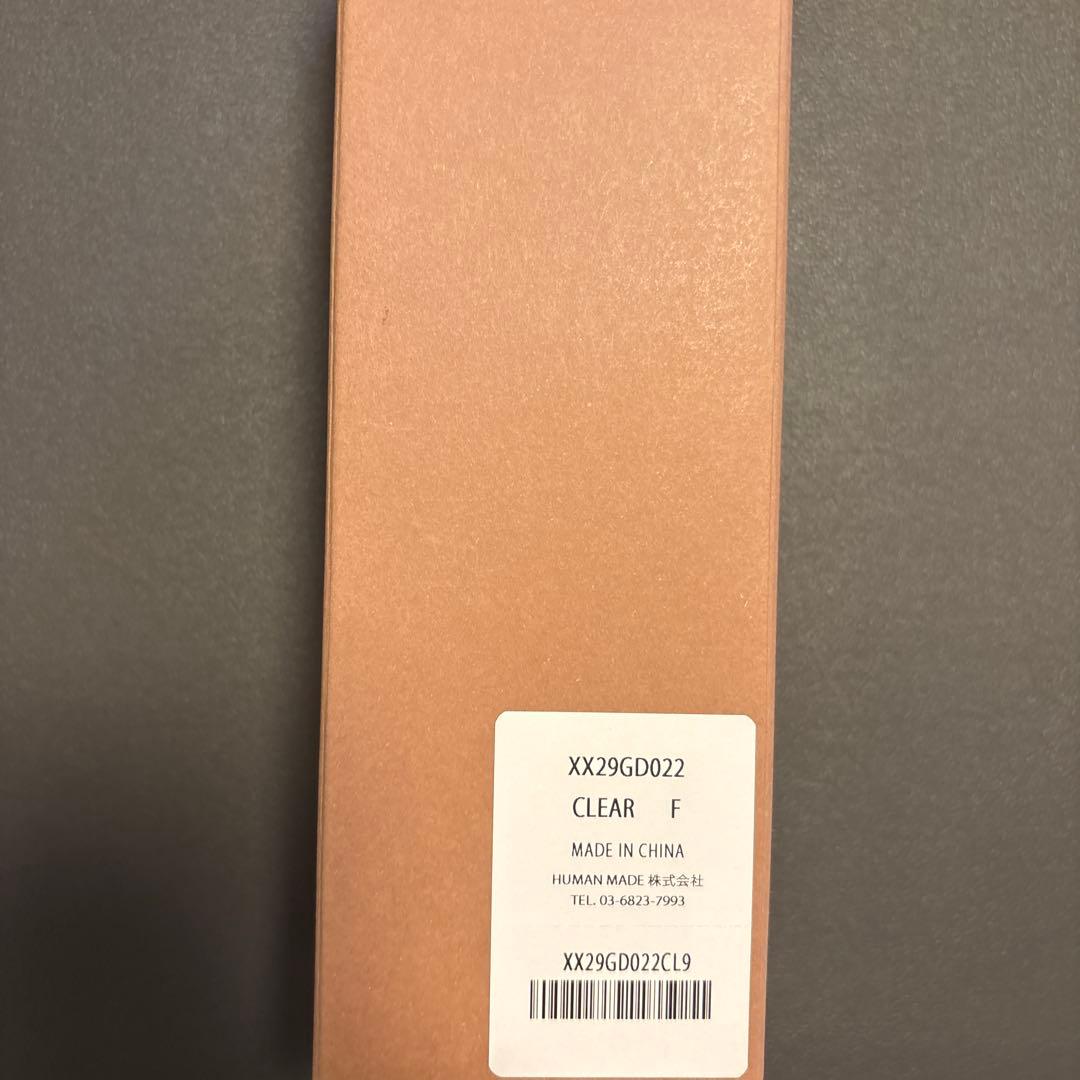 XX29GD022
CLEAR F
MADE IN CHINA
HUMAN MADE 株式会社
TEL. 03-6823-7993
XX29GD022CL9